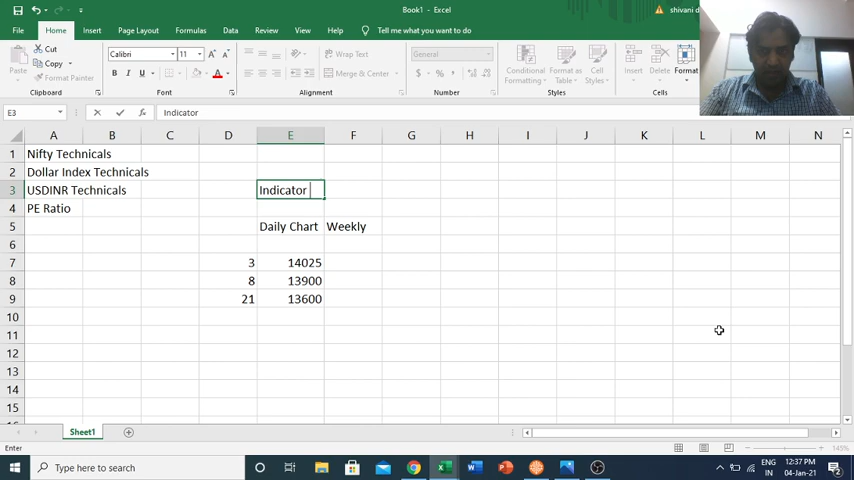 Book1 - Excel
shivani d
File Home Insert Page Layout Formulas Data Review View Help Tell me what you want to do
Cut
Copy
Format Painter
Paste
Clipboard
Calibri 11
Font
Wrap Text
Merge & Center
Alignment
General
Number
Conditional Formatting
Format as Table
Cell Styles
Styles
Insert Delete Format
Cells
E3 Indicator
A B C D E F G H I J K L M N
1 Nifty Technicals
2 Dollar Index Technicals
3 USDINR Technicals Indicator
4 PE Ratio
5 Daily Chart Weekly
6
7 3 14025
8 8 13900
9 21 13600
10
11
12
13
14
15
Sheet1
Enter 145%
Type here to search
ENG 12:37 PM
IN 04-Jan-21
2